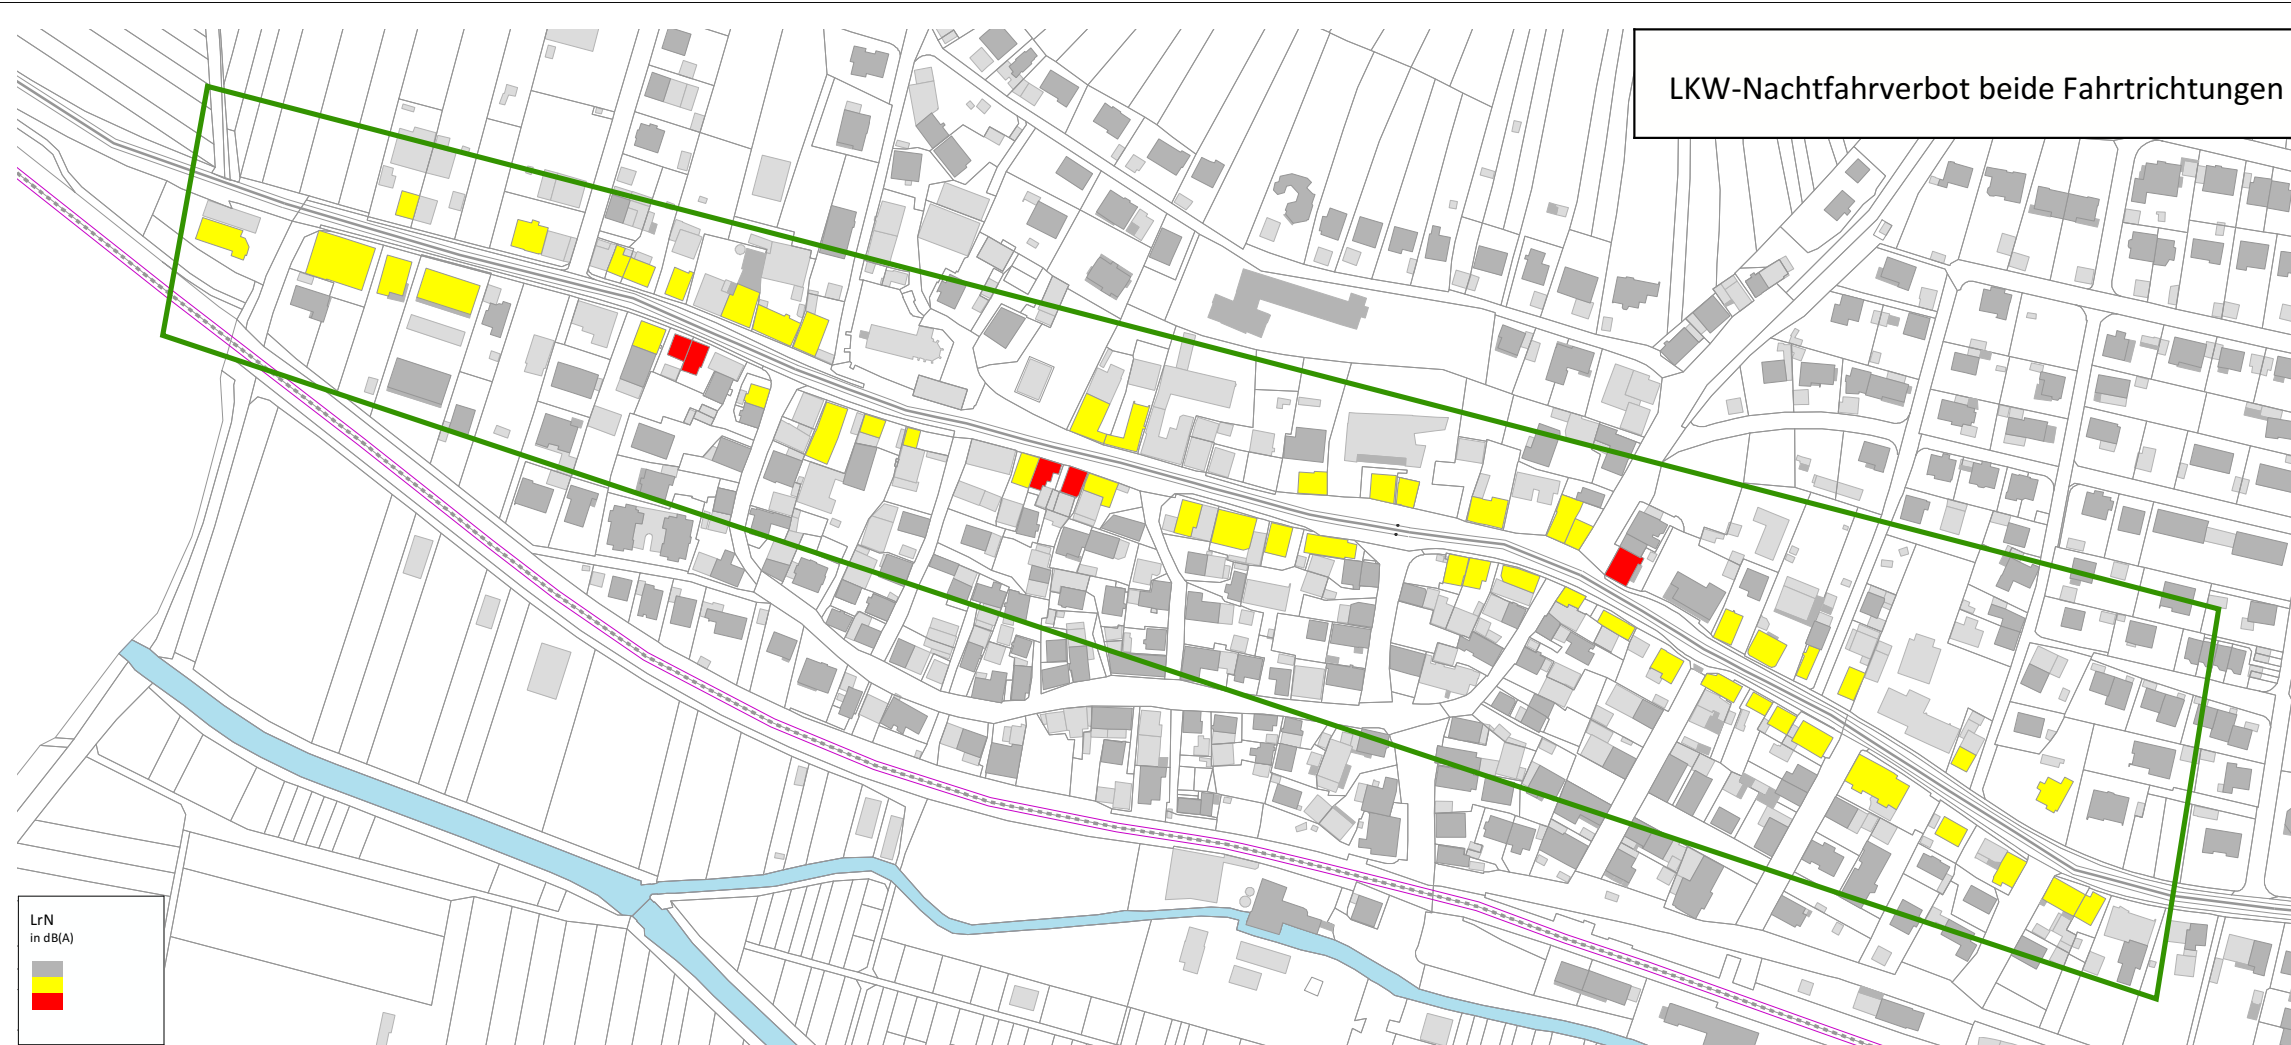 LKW-Nachtfahrverbot beide Fahrtrichtungen
LrN
in dB(A)